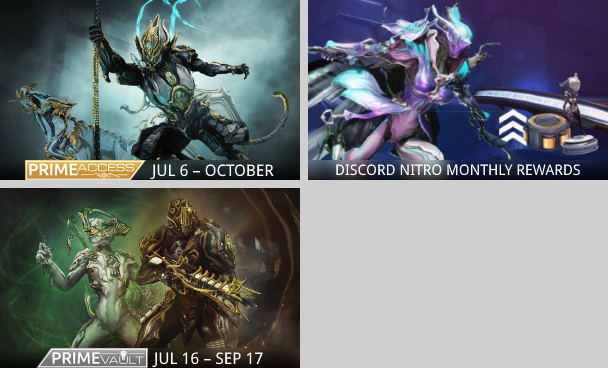 PRIMEACCESS JUL 6 – OCTOBER
DISCORD NITRO MONTHLY REWARDS
PRIMEVAULT JUL 16 – SEP 17